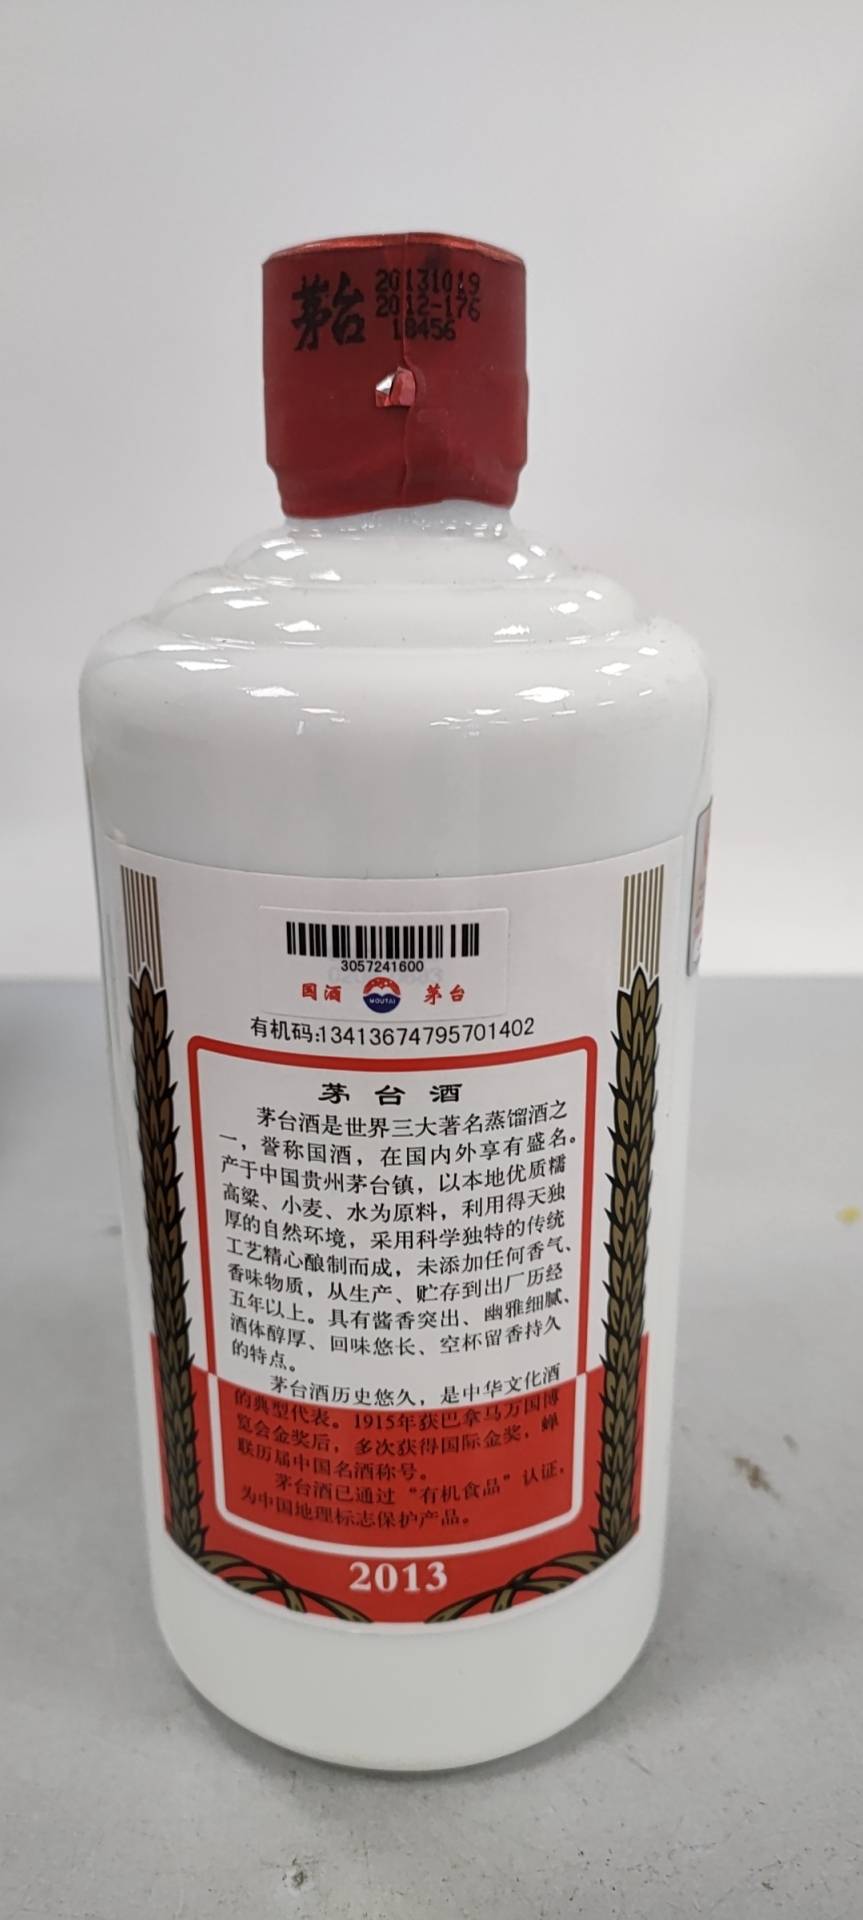 茅台
20131019
2012-176
18456
3057241600
国酒
MOUTAI
茅台
有机码:13413674795701402
茅台酒
茅台酒是世界三大著名蒸馏酒之
一，誉称国酒，在国内外享有盛名。
产于中国贵州茅台镇，以本地优质糯
高粱、小麦、水为原料，利用得天独
厚的自然环境，采用科学独特的传统
工艺精心酿制而成，未添加任何香气、
香味物质，从生产、贮存到出厂历经
五年以上。具有酱香突出、幽雅细腻、
酒体醇厚、回味悠长、空杯留香持久
的特点。
茅台酒历史悠久，是中华文化酒
的典型代表。1915年获巴拿马万国博
览会金奖后，多次获得国际金奖，蝉
联历届中国名酒称号。
茅台酒已通过“有机食品”认证，
为中国地理标志保护产品。
2013